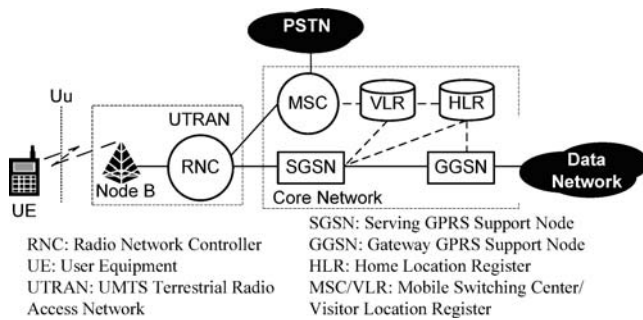 PSTN
Uu
UTRAN
MSC
VLR
HLR
Node B
RNC
SGSN
GGSN
Data
Network
UE
Core Network
RNC: Radio Network Controller
UE: User Equipment
UTRAN: UMTS Terrestrial Radio
Access Network
SGSN: Serving GPRS Support Node
GGSN: Gateway GPRS Support Node
HLR: Home Location Register
MSC/VLR: Mobile Switching Center/
Visitor Location Register